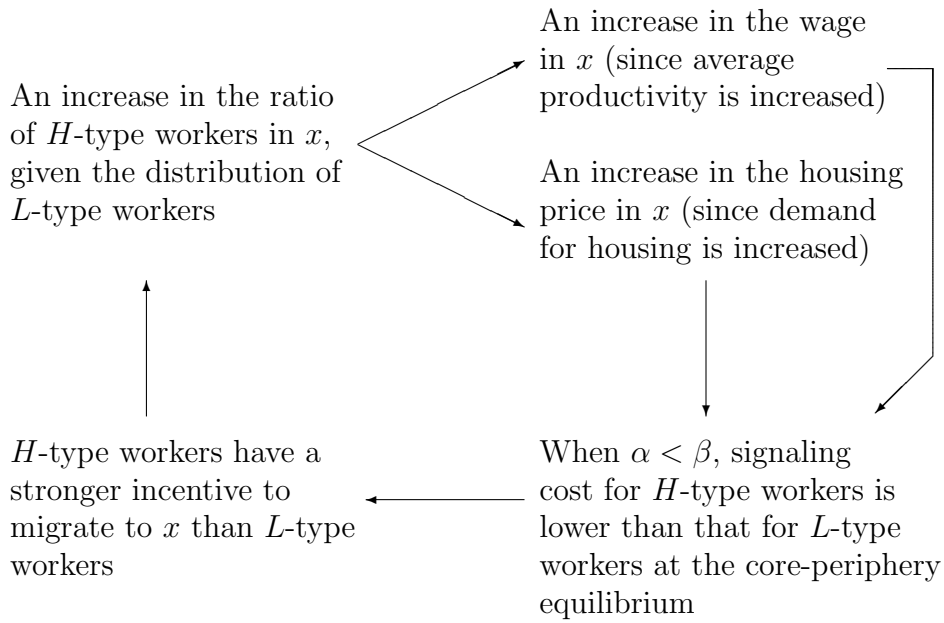 An increase in the ratio
of H-type workers in x,
given the distribution of
L-type workers
An increase in the wage
in x (since average
productivity is increased)
An increase in the housing
price in x (since demand
for housing is increased)
When α < β, signaling
cost for H-type workers is
lower than that for L-type
workers at the core-periphery
equilibrium
H-type workers have a
stronger incentive to
migrate to x than L-type
workers